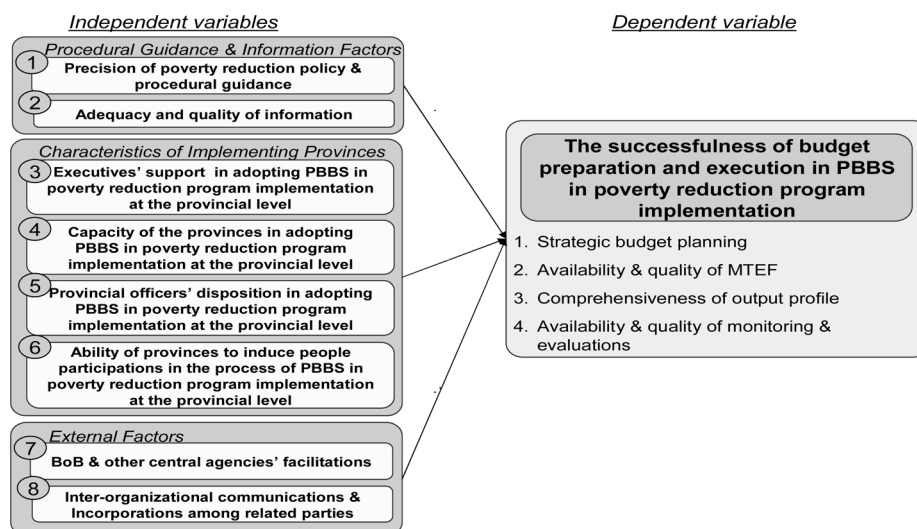 Independent variables
Dependent variable
Procedural Guidance & Information Factors
1
Precision of poverty reduction policy &
procedural guidance
2
Adequacy and quality of information
Characteristics of Implementing Provinces
3
Executives' support in adopting PBBS in
poverty reduction program implementation
at the provincial level
4
Capacity of the provinces in adopting
PBBS in poverty reduction program
implementation at the provincial level
5
Provincial officers' disposition in adopting
PBBS in poverty reduction program
implementation at the provincial level
6
Ability of provinces to induce people
participations in the process of PBBS in
poverty reduction program implementation
at the provincial level
External Factors
7
BoB & other central agencies' facilitations
8
Inter-organizational communications &
Incorporations among related parties
The successfulness of budget
preparation and execution in PBBS
in poverty reduction program
implementation
1. Strategic budget planning
2. Availability & quality of MTEF
3. Comprehensiveness of output profile
4. Availability & quality of monitoring &
evaluations